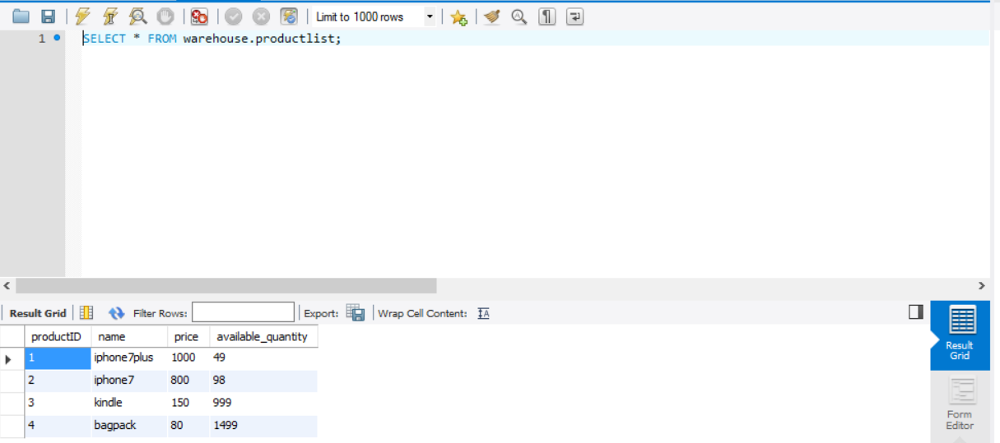 Limit to 1000 rows
1 SELECT * FROM warehouse.productlist;
Result Grid Filter Rows: Export: Wrap Cell Content: IA
productID name price available_quantity
1 iphone7plus 1000 49
2 iphone7 800 98
3 kindle 150 999
4 bagpack 80 1499
Result
Grid
Form
Editor